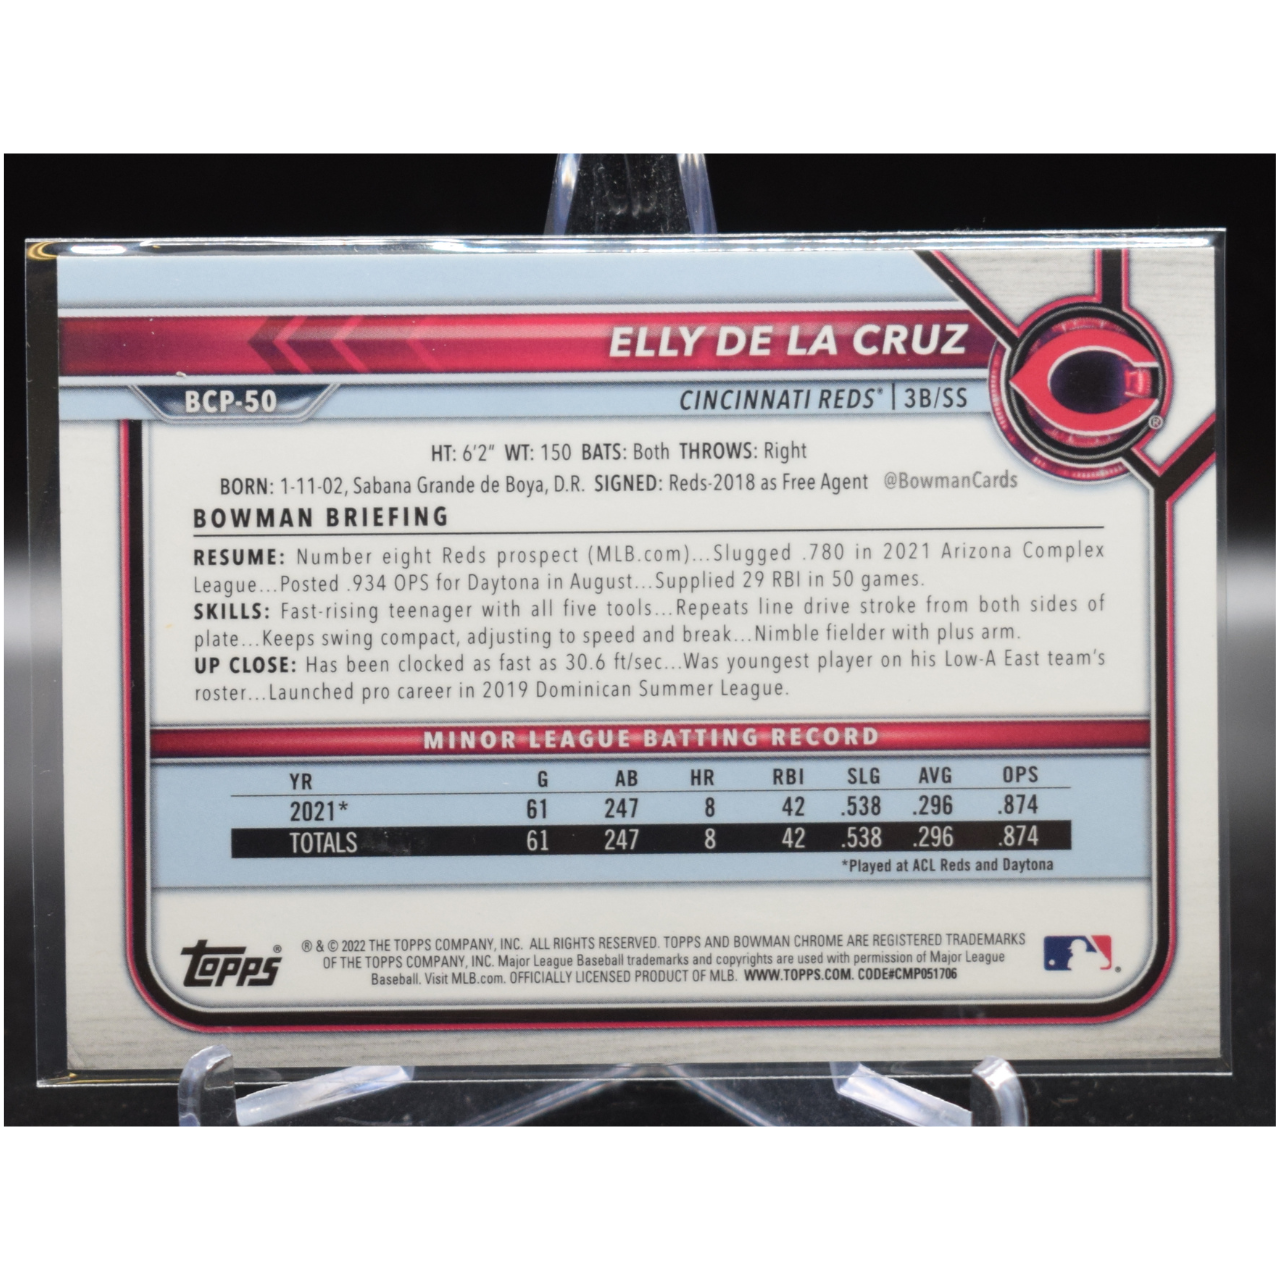 ELLY DE LA CRUZ
BCP-50
CINCINNATI REDS* | 3B/SS
HT: 6'2" WT: 150 BATS: Both THROWS: Right
BORN: 1-11-02, Sabana Grande de Boya, D.R. SIGNED: Reds-2018 as Free Agent @BowmanCards
BOWMAN BRIEFING
RESUME: Number eight Reds prospect (MLB.com)...Slugged .780 in 2021 Arizona Complex
League...Posted .934 OPS for Daytona in August...Supplied 29 RBI in 50 games.
SKILLS: Fast-rising teenager with all five tools...Repeats line drive stroke from both sides of
plate...Keeps swing compact, adjusting to speed and break...Nimble fielder with plus arm.
UP CLOSE: Has been clocked as fast as 30.6 ft/sec...Was youngest player on his Low-A East team's
roster...Launched pro career in 2019 Dominican Summer League.
MINOR LEAGUE BATTING RECORD
YR G AB HR RBI SLG AVG OPS
2021* 61 247 8 42 .538 .296 .874
TOTALS 61 247 8 42 .538 .296 .874
*Played at ACL Reds and Daytona
TOPPS®
® & © 2022 THE TOPPS COMPANY, INC. ALL RIGHTS RESERVED. TOPPS AND BOWMAN CHROME ARE REGISTERED TRADEMARKS
OF THE TOPPS COMPANY, INC. Major League Baseball trademarks and copyrights are used with permission of Major League
Baseball. Visit MLB.com. OFFICIALLY LICENSED PRODUCT OF MLB. WWW.TOPPS.COM. CODE#CMP051706